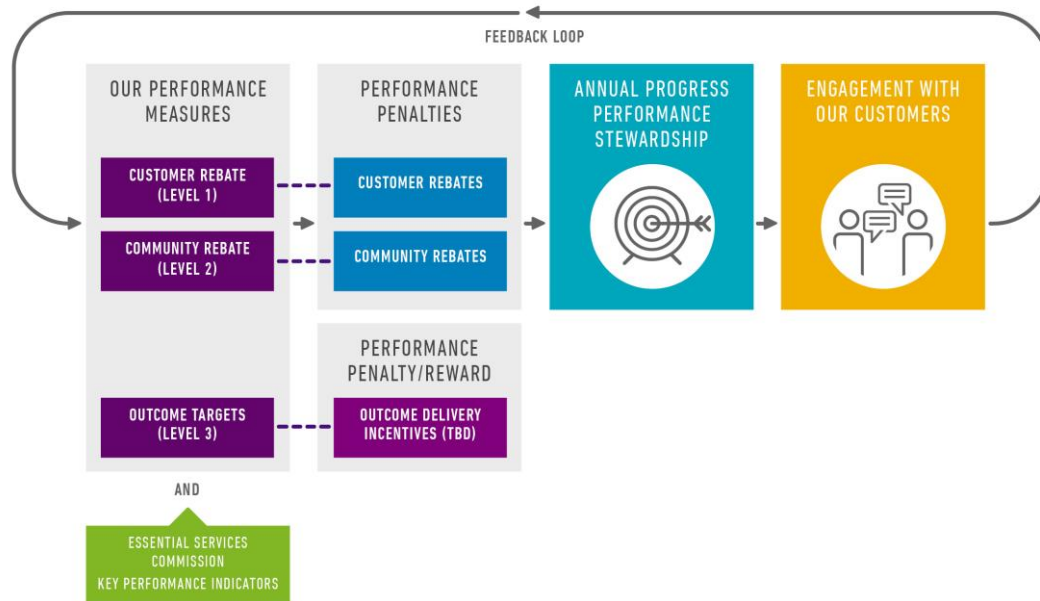 FEEDBACK LOOP
OUR PERFORMANCE
MEASURES
CUSTOMER REBATE
(LEVEL 1)
COMMUNITY REBATE
(LEVEL 2)
OUTCOME TARGETS
(LEVEL 3)
PERFORMANCE
PENALTIES
CUSTOMER REBATES
COMMUNITY REBATES
PERFORMANCE
PENALTY/REWARD
OUTCOME DELIVERY
INCENTIVES (TBD)
ANNUAL PROGRESS
PERFORMANCE
STEWARDSHIP
ENGAGEMENT WITH
OUR CUSTOMERS
AND
ESSENTIAL SERVICES
COMMISSION
KEY PERFORMANCE INDICATORS